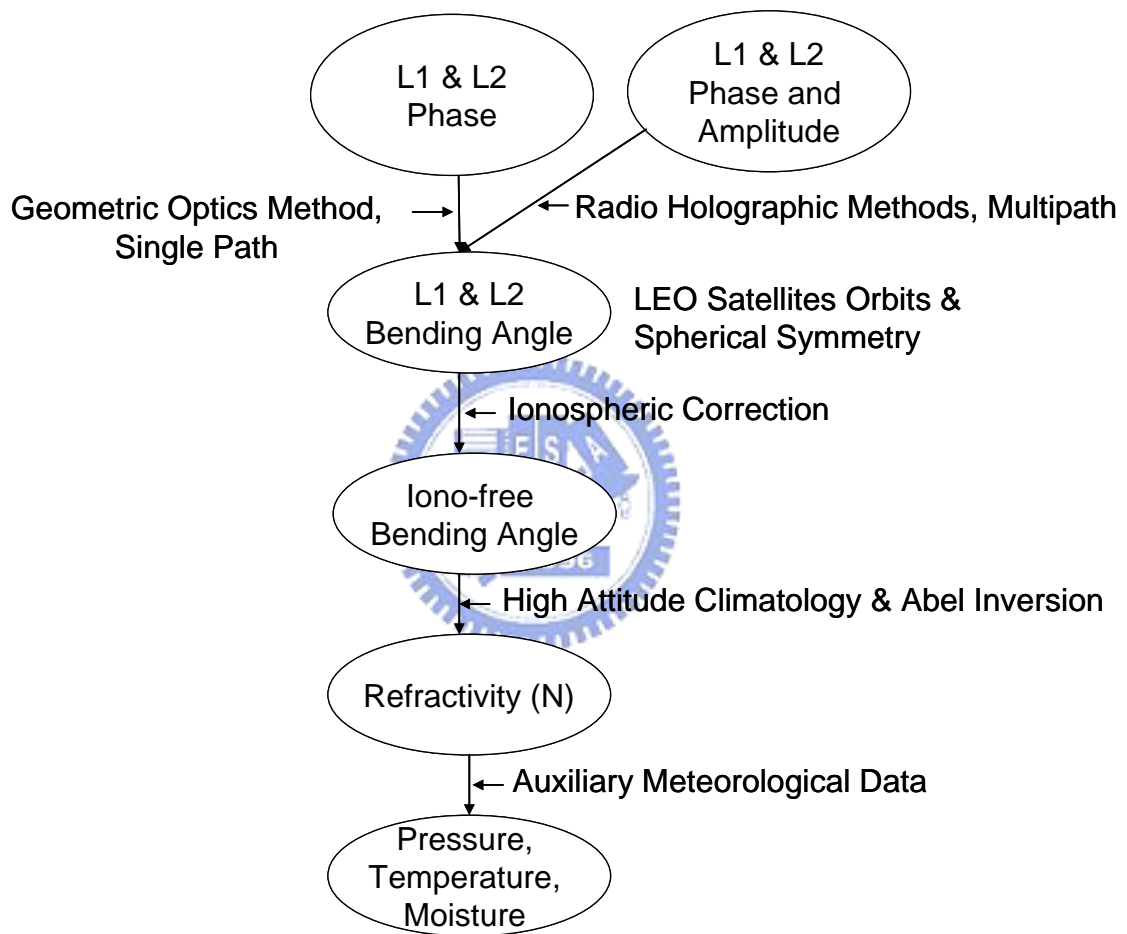 L1 & L2
Phase
L1 & L2
Phase and
Amplitude
Geometric Optics Method,
Single Path
Radio Holographic Methods, Multipath
L1 & L2
Bending Angle
LEO Satellites Orbits &
Spherical Symmetry
Ionospheric Correction
E S A
Iono-free
Bending Angle
High Attitude Climatology & Abel Inversion
Refractivity (N)
Auxiliary Meteorological Data
Pressure,
Temperature,
Moisture